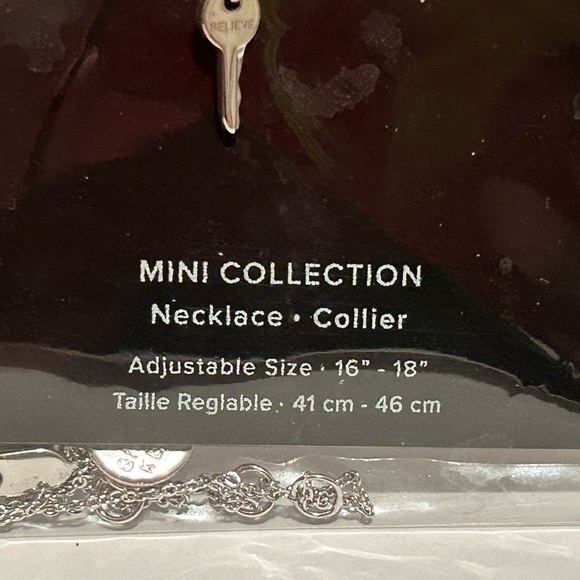 BELIEVE
MINI COLLECTION
Necklace • Collier
Adjustable Size • 16" - 18"
Taille Reglable • 41 cm - 46 cm